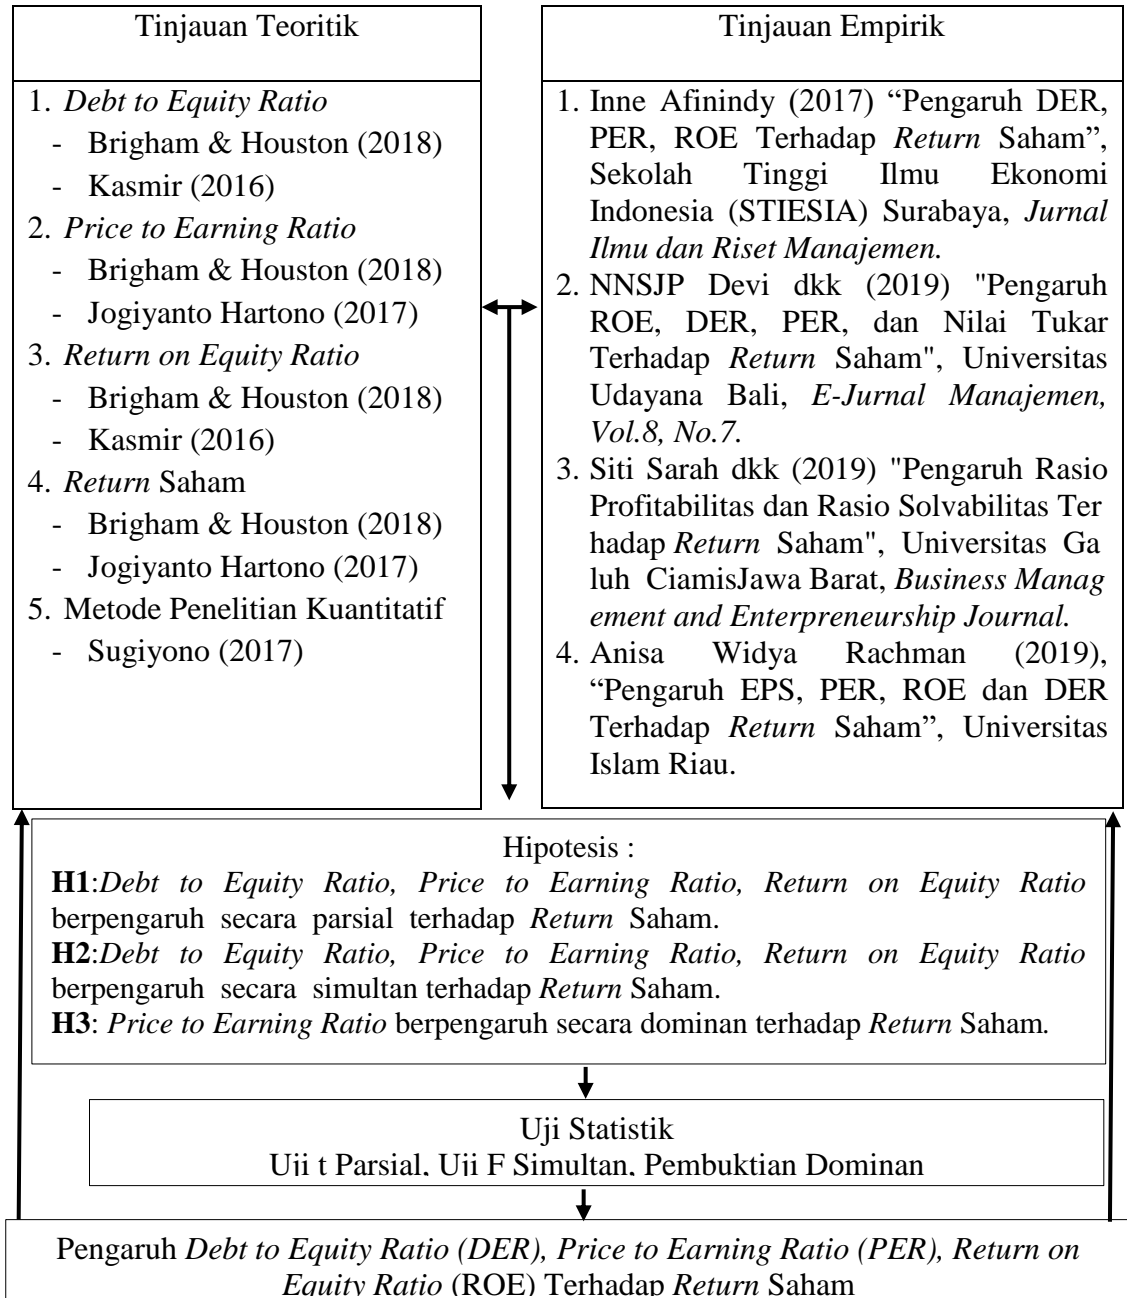 Tinjauan Teoritik
1. Debt to Equity Ratio
- Brigham & Houston (2018)
- Kasmir (2016)
2. Price to Earning Ratio
- Brigham & Houston (2018)
- Jogiyanto Hartono (2017)
3. Return on Equity Ratio
- Brigham & Houston (2018)
- Kasmir (2016)
4. Return Saham
- Brigham & Houston (2018)
- Jogiyanto Hartono (2017)
5. Metode Penelitian Kuantitatif
- Sugiyono (2017)
Tinjauan Empirik
1. Inne Afinindy (2017) “Pengaruh DER,
PER, ROE Terhadap Return Saham”,
Sekolah Tinggi Ilmu Ekonomi
Indonesia (STIESIA) Surabaya, Jurnal
Ilmu dan Riset Manajemen.
2. NNSJP Devi dkk (2019) "Pengaruh
ROE, DER, PER, dan Nilai Tukar
Terhadap Return Saham", Universitas
Udayana Bali, E-Jurnal Manajemen,
Vol.8, No.7.
3. Siti Sarah dkk (2019) "Pengaruh Rasio
Profitabilitas dan Rasio Solvabilitas Ter
hadap Return Saham", Universitas Ga
luh CiamisJawa Barat, Business Manag
ement and Enterpreneurship Journal.
4. Anisa Widya Rachman (2019),
“Pengaruh EPS, PER, ROE dan DER
Terhadap Return Saham”, Universitas
Islam Riau.
Hipotesis :
H1:Debt to Equity Ratio, Price to Earning Ratio, Return on Equity Ratio
berpengaruh secara parsial terhadap Return Saham.
H2:Debt to Equity Ratio, Price to Earning Ratio, Return on Equity Ratio
berpengaruh secara simultan terhadap Return Saham.
H3: Price to Earning Ratio berpengaruh secara dominan terhadap Return Saham.
Uji Statistik
Uji t Parsial, Uji F Simultan, Pembuktian Dominan
Pengaruh Debt to Equity Ratio (DER), Price to Earning Ratio (PER), Return on
Equity Ratio (ROE) Terhadap Return Saham